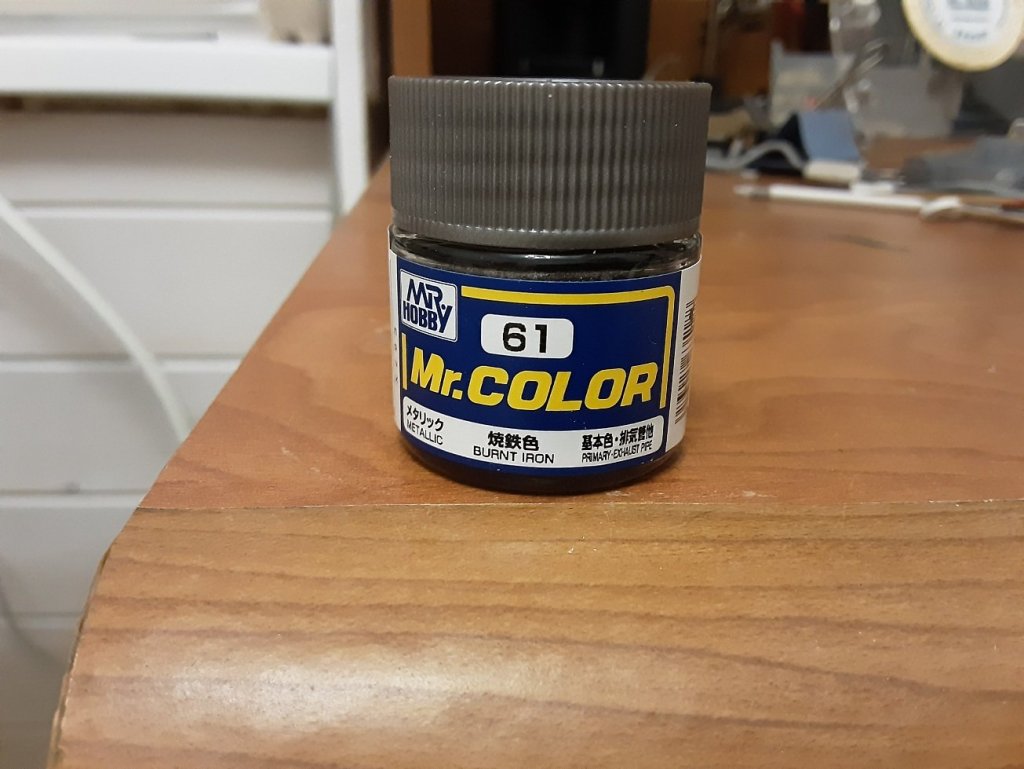 MR. HOBBY
61
Mr.COLOR
メタリック
METALLIC
焼鉄色
BURNT IRON
基本色・排気管他
PRIMARY・EXHAUST PIPE